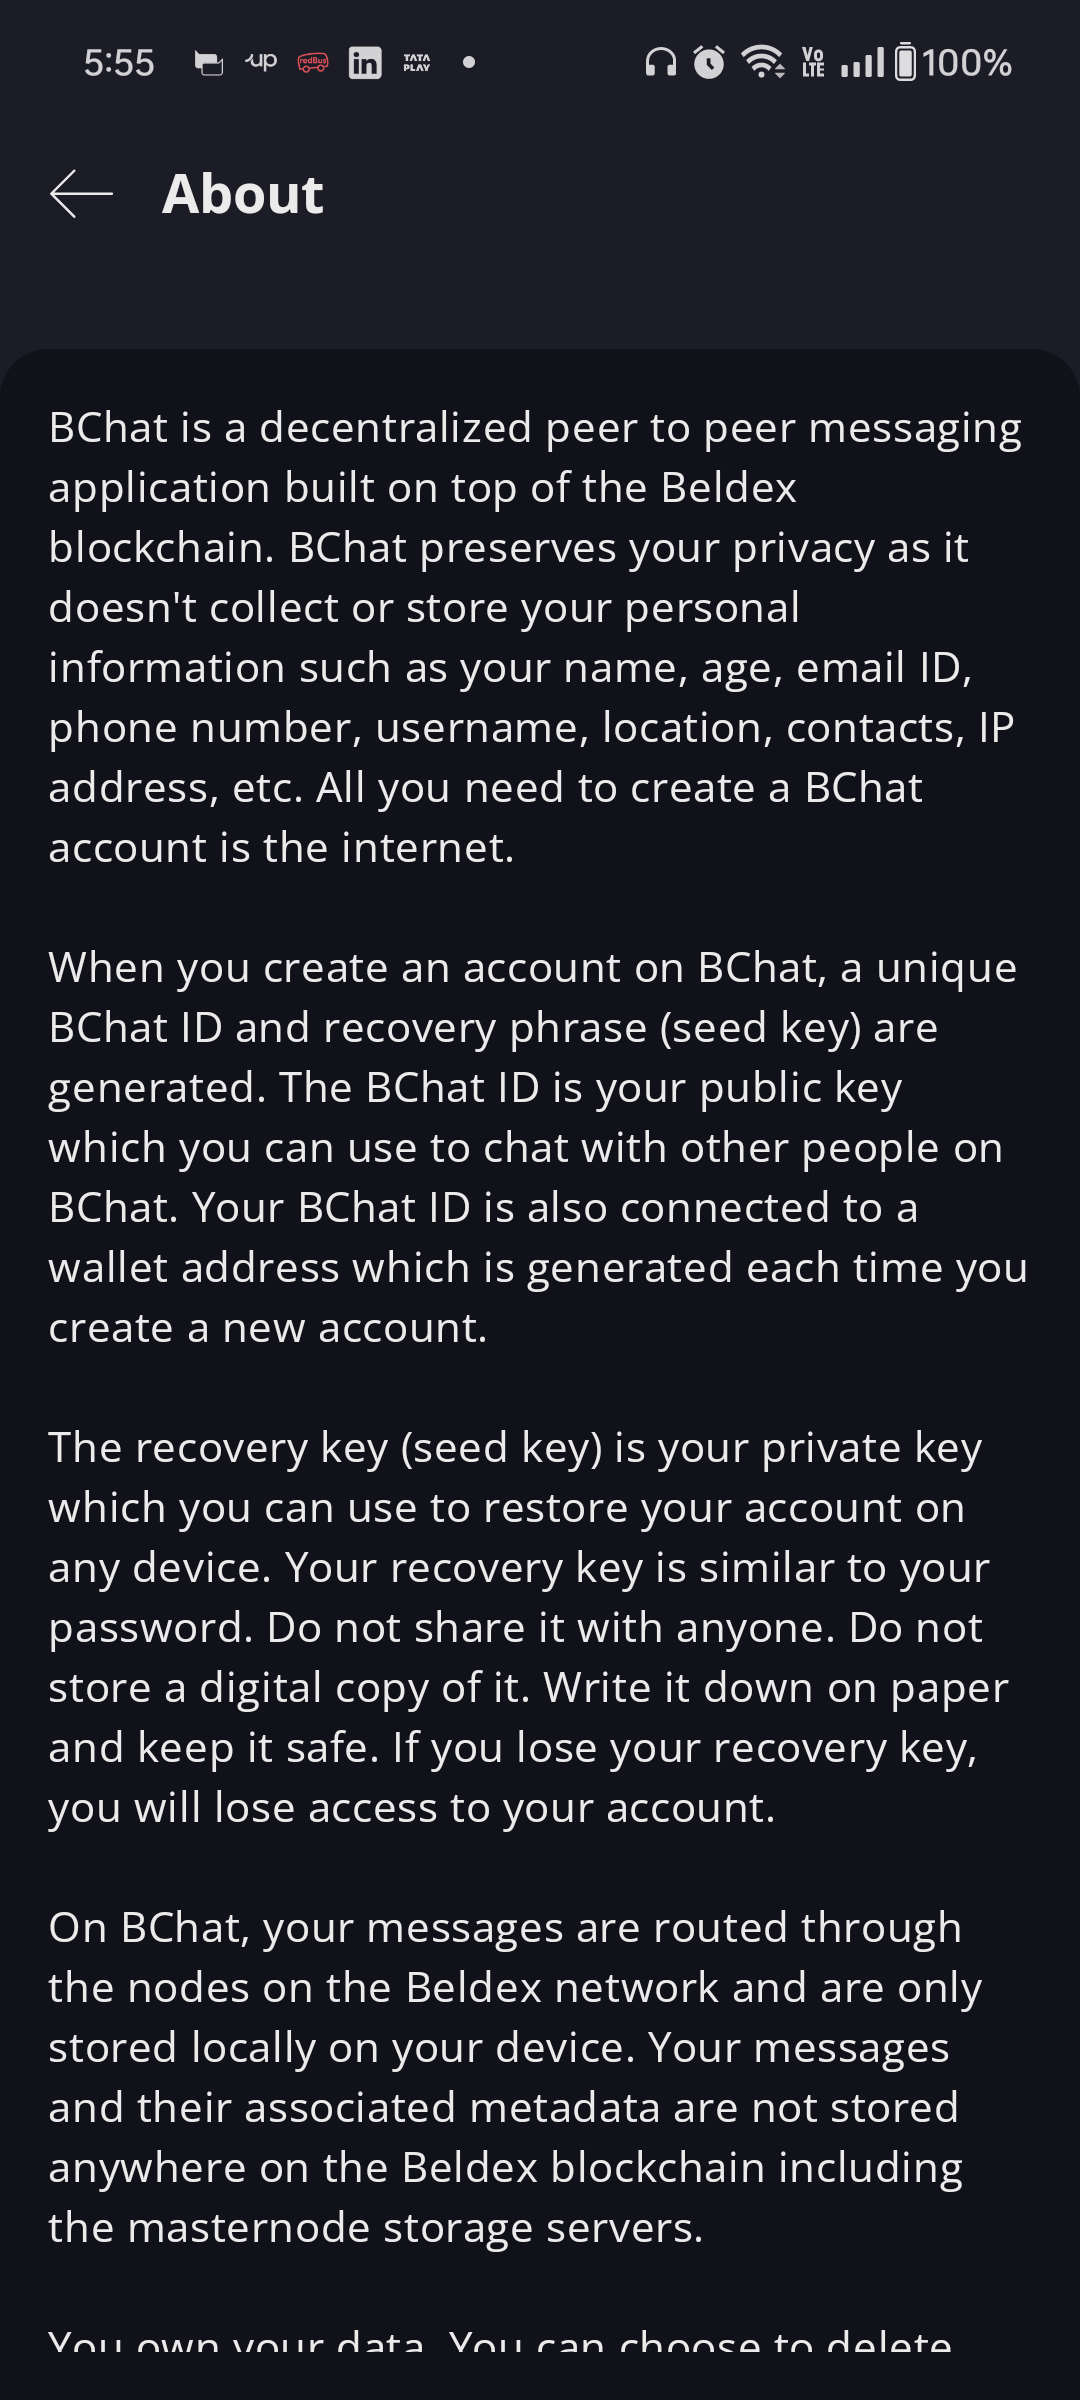 5:55
up
redBus
in
TATA PLAY
Vo LTE
100%
About
BChat is a decentralized peer to peer messaging
application built on top of the Beldex
blockchain. BChat preserves your privacy as it
doesn't collect or store your personal
information such as your name, age, email ID,
phone number, username, location, contacts, IP
address, etc. All you need to create a BChat
account is the internet.
When you create an account on BChat, a unique
BChat ID and recovery phrase (seed key) are
generated. The BChat ID is your public key
which you can use to chat with other people on
BChat. Your BChat ID is also connected to a
wallet address which is generated each time you
create a new account.
The recovery key (seed key) is your private key
which you can use to restore your account on
any device. Your recovery key is similar to your
password. Do not share it with anyone. Do not
store a digital copy of it. Write it down on paper
and keep it safe. If you lose your recovery key,
you will lose access to your account.
On BChat, your messages are routed through
the nodes on the Beldex network and are only
stored locally on your device. Your messages
and their associated metadata are not stored
anywhere on the Beldex blockchain including
the masternode storage servers.
You own your data. You can choose to delete